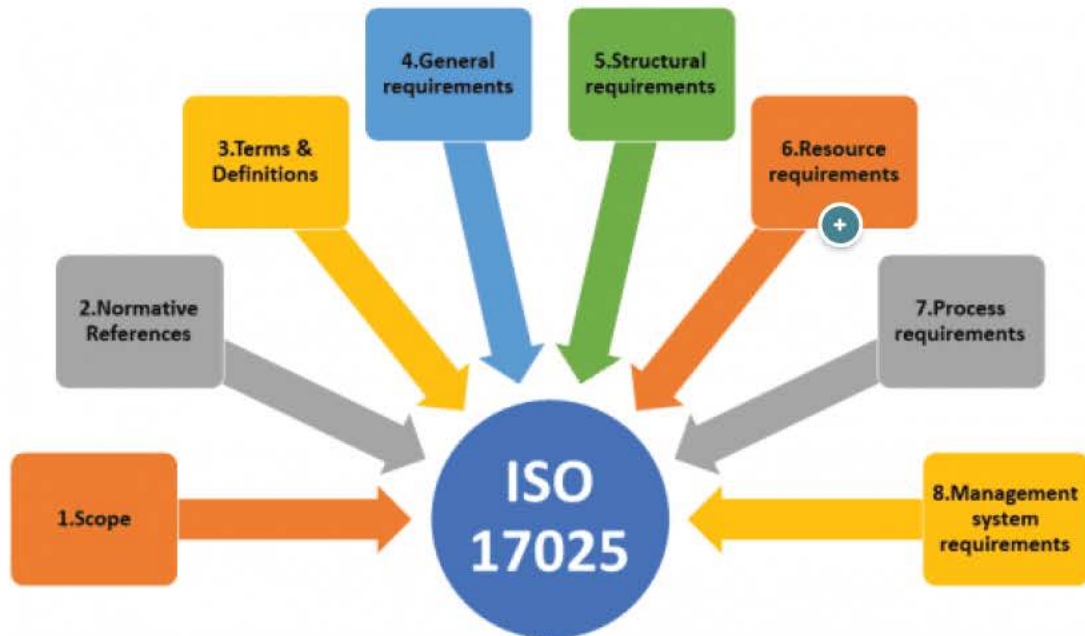 1.Scope
2.Normative
References
3.Terms &
Definitions
4.General
requirements
5.Structural
requirements
6.Resource
requirements
+
7.Process
requirements
8.Management
system
requirements
ISO
17025